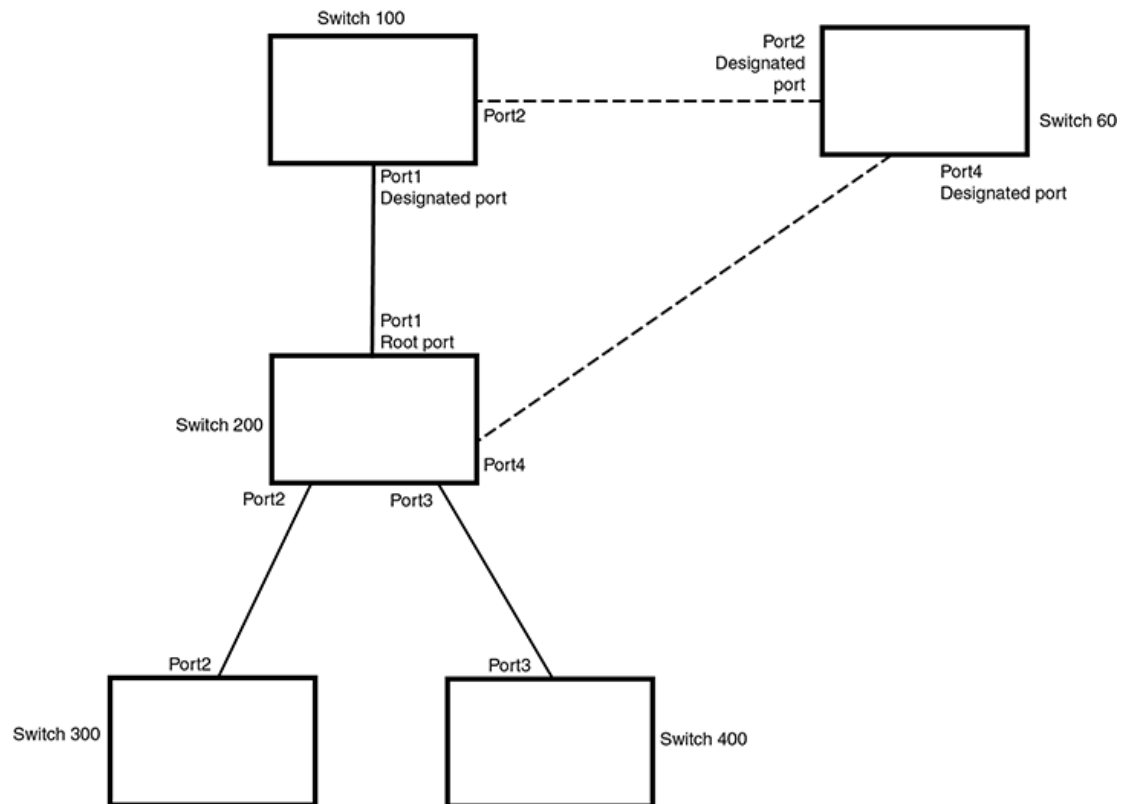 Switch 100
Port2
Designated
port
Port2
Switch 60
Port1
Designated port
Port4
Designated port
Port1
Root port
Switch 200
Port4
Port2
Port3
Port2
Port3
Switch 300
Switch 400